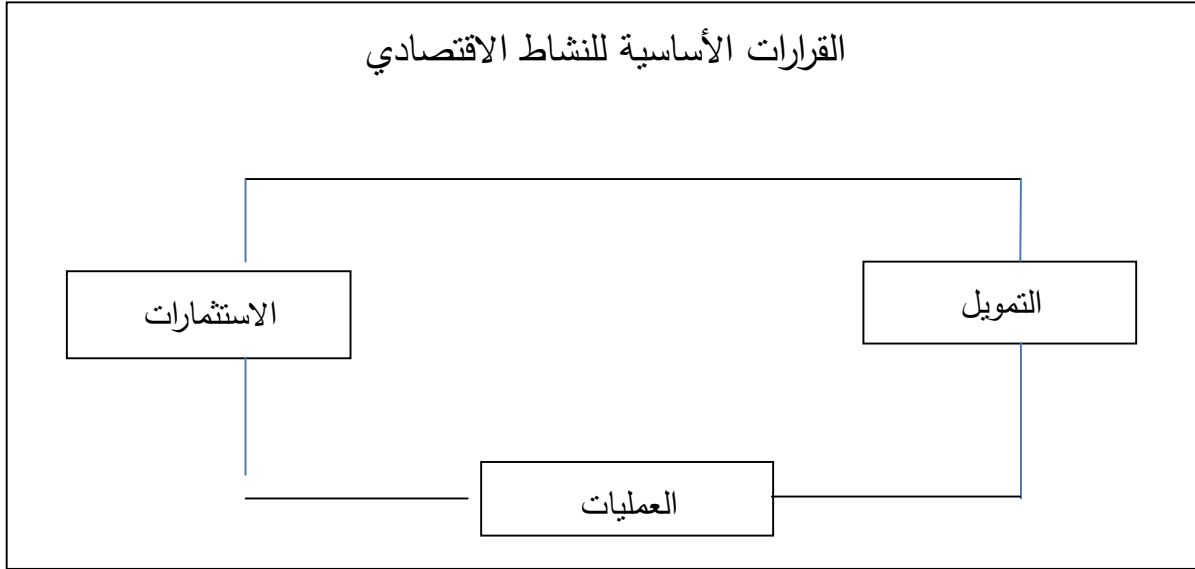 القرارات الأساسية للنشاط الاقتصادي
التمويل
الاستثمارات
العمليات